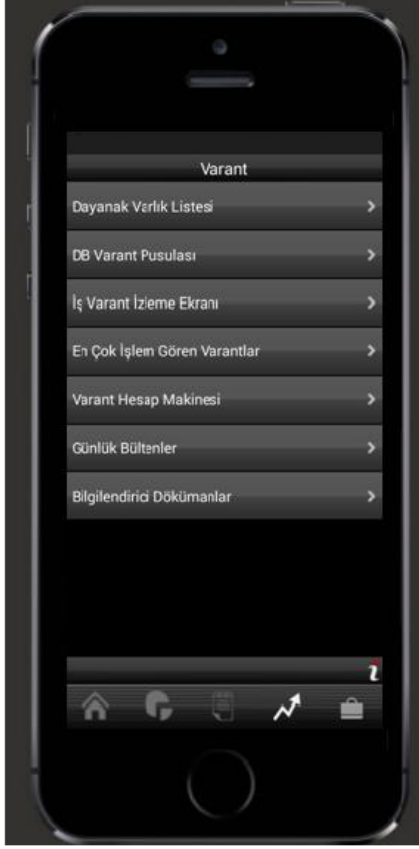 Varant
Dayanak Varlık Listesi
DB Varant Pusulası
İş Varant İzleme Ekranı
En Çok İşlem Gören Varantlar
Varant Hesap Makinesi
Günlük Bültenler
Bilgilendirici Dökümanlar
i